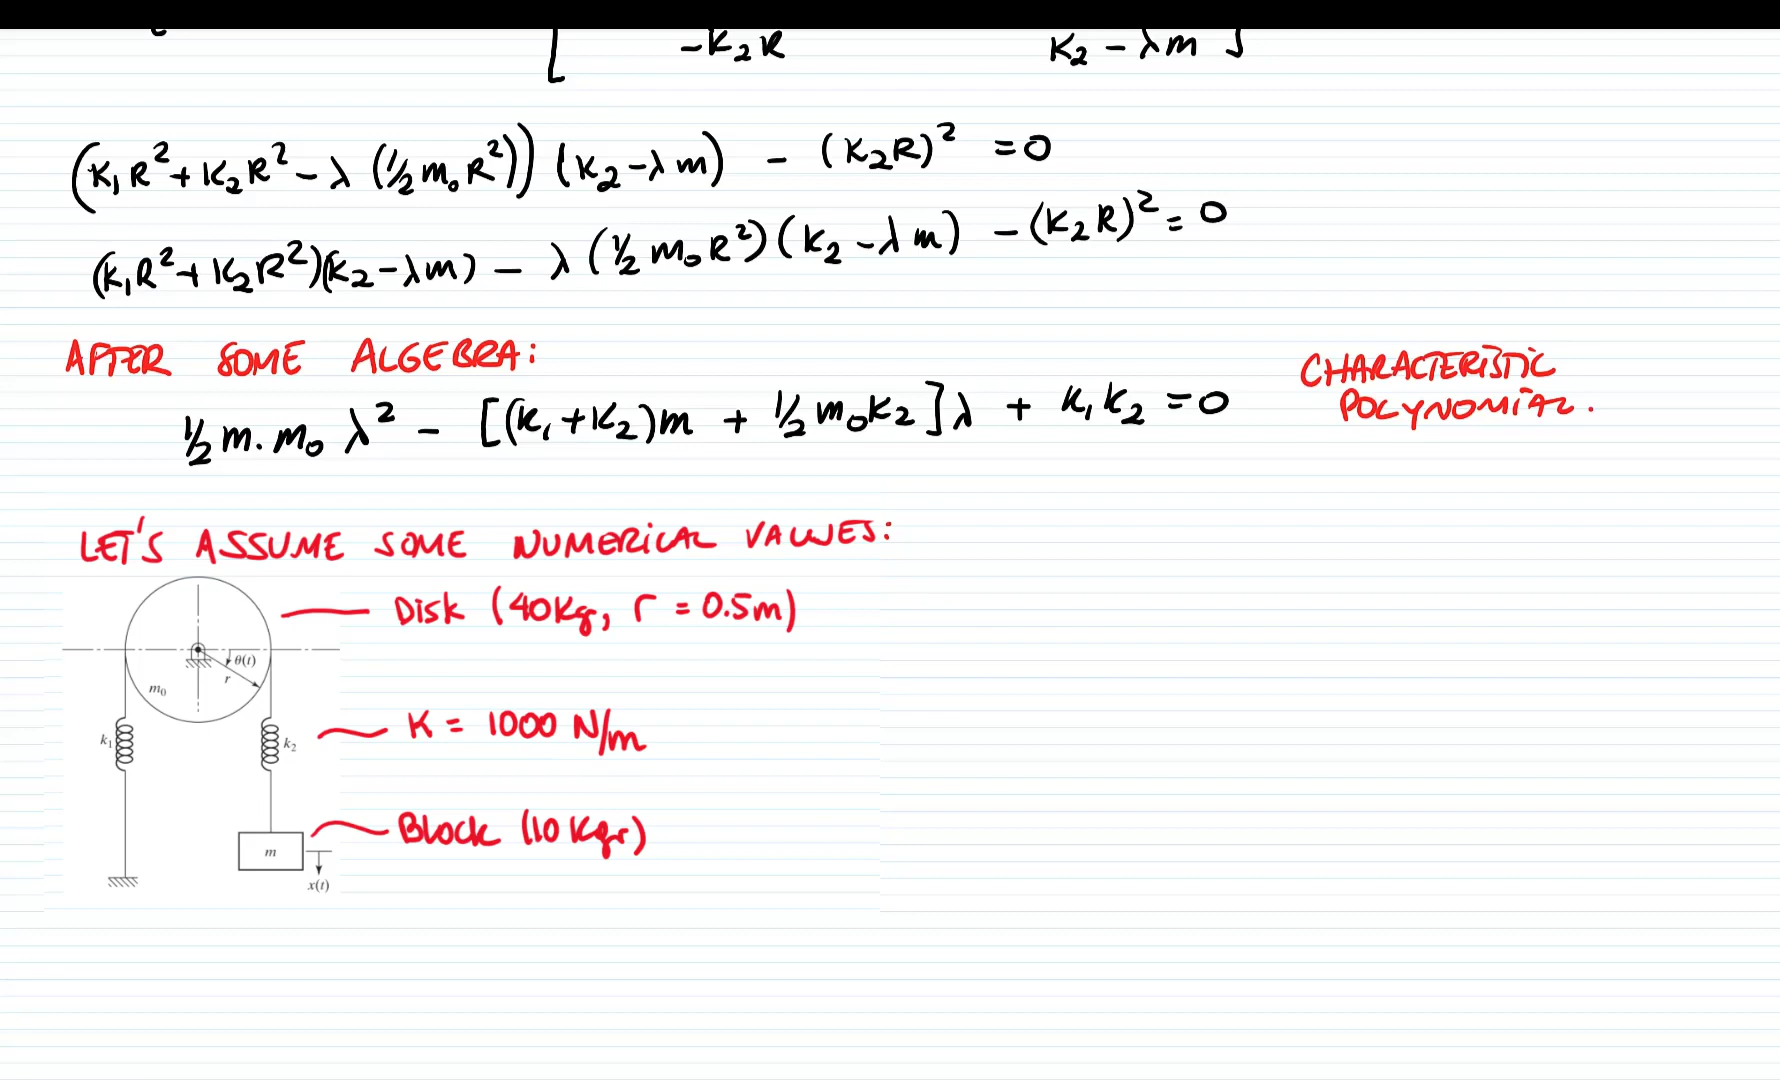 -K₂R K₂ - λm
(K₁R² + K₂R² - λ(½m₀R²))(K₂ - λm) - (K₂R)² = 0
(K₁R² + K₂R²)(K₂ - λm) - λ(½m₀R²)(K₂ - λm) - (K₂R)² = 0
AFTER SOME ALGEBRA:
½m.m₀λ² - [(K₁ + K₂)m + ½m₀K₂]λ + K₁K₂ = 0
CHARACTERISTIC
POLYNOMIAL.
LET'S ASSUME SOME NUMERICAL VALUES:
Disk (40Kg, r = 0.5m)
θ(t)
r
m₀
k₁
k₂
K = 1000 N/m
Block (10 Kgr)
m
x(t)